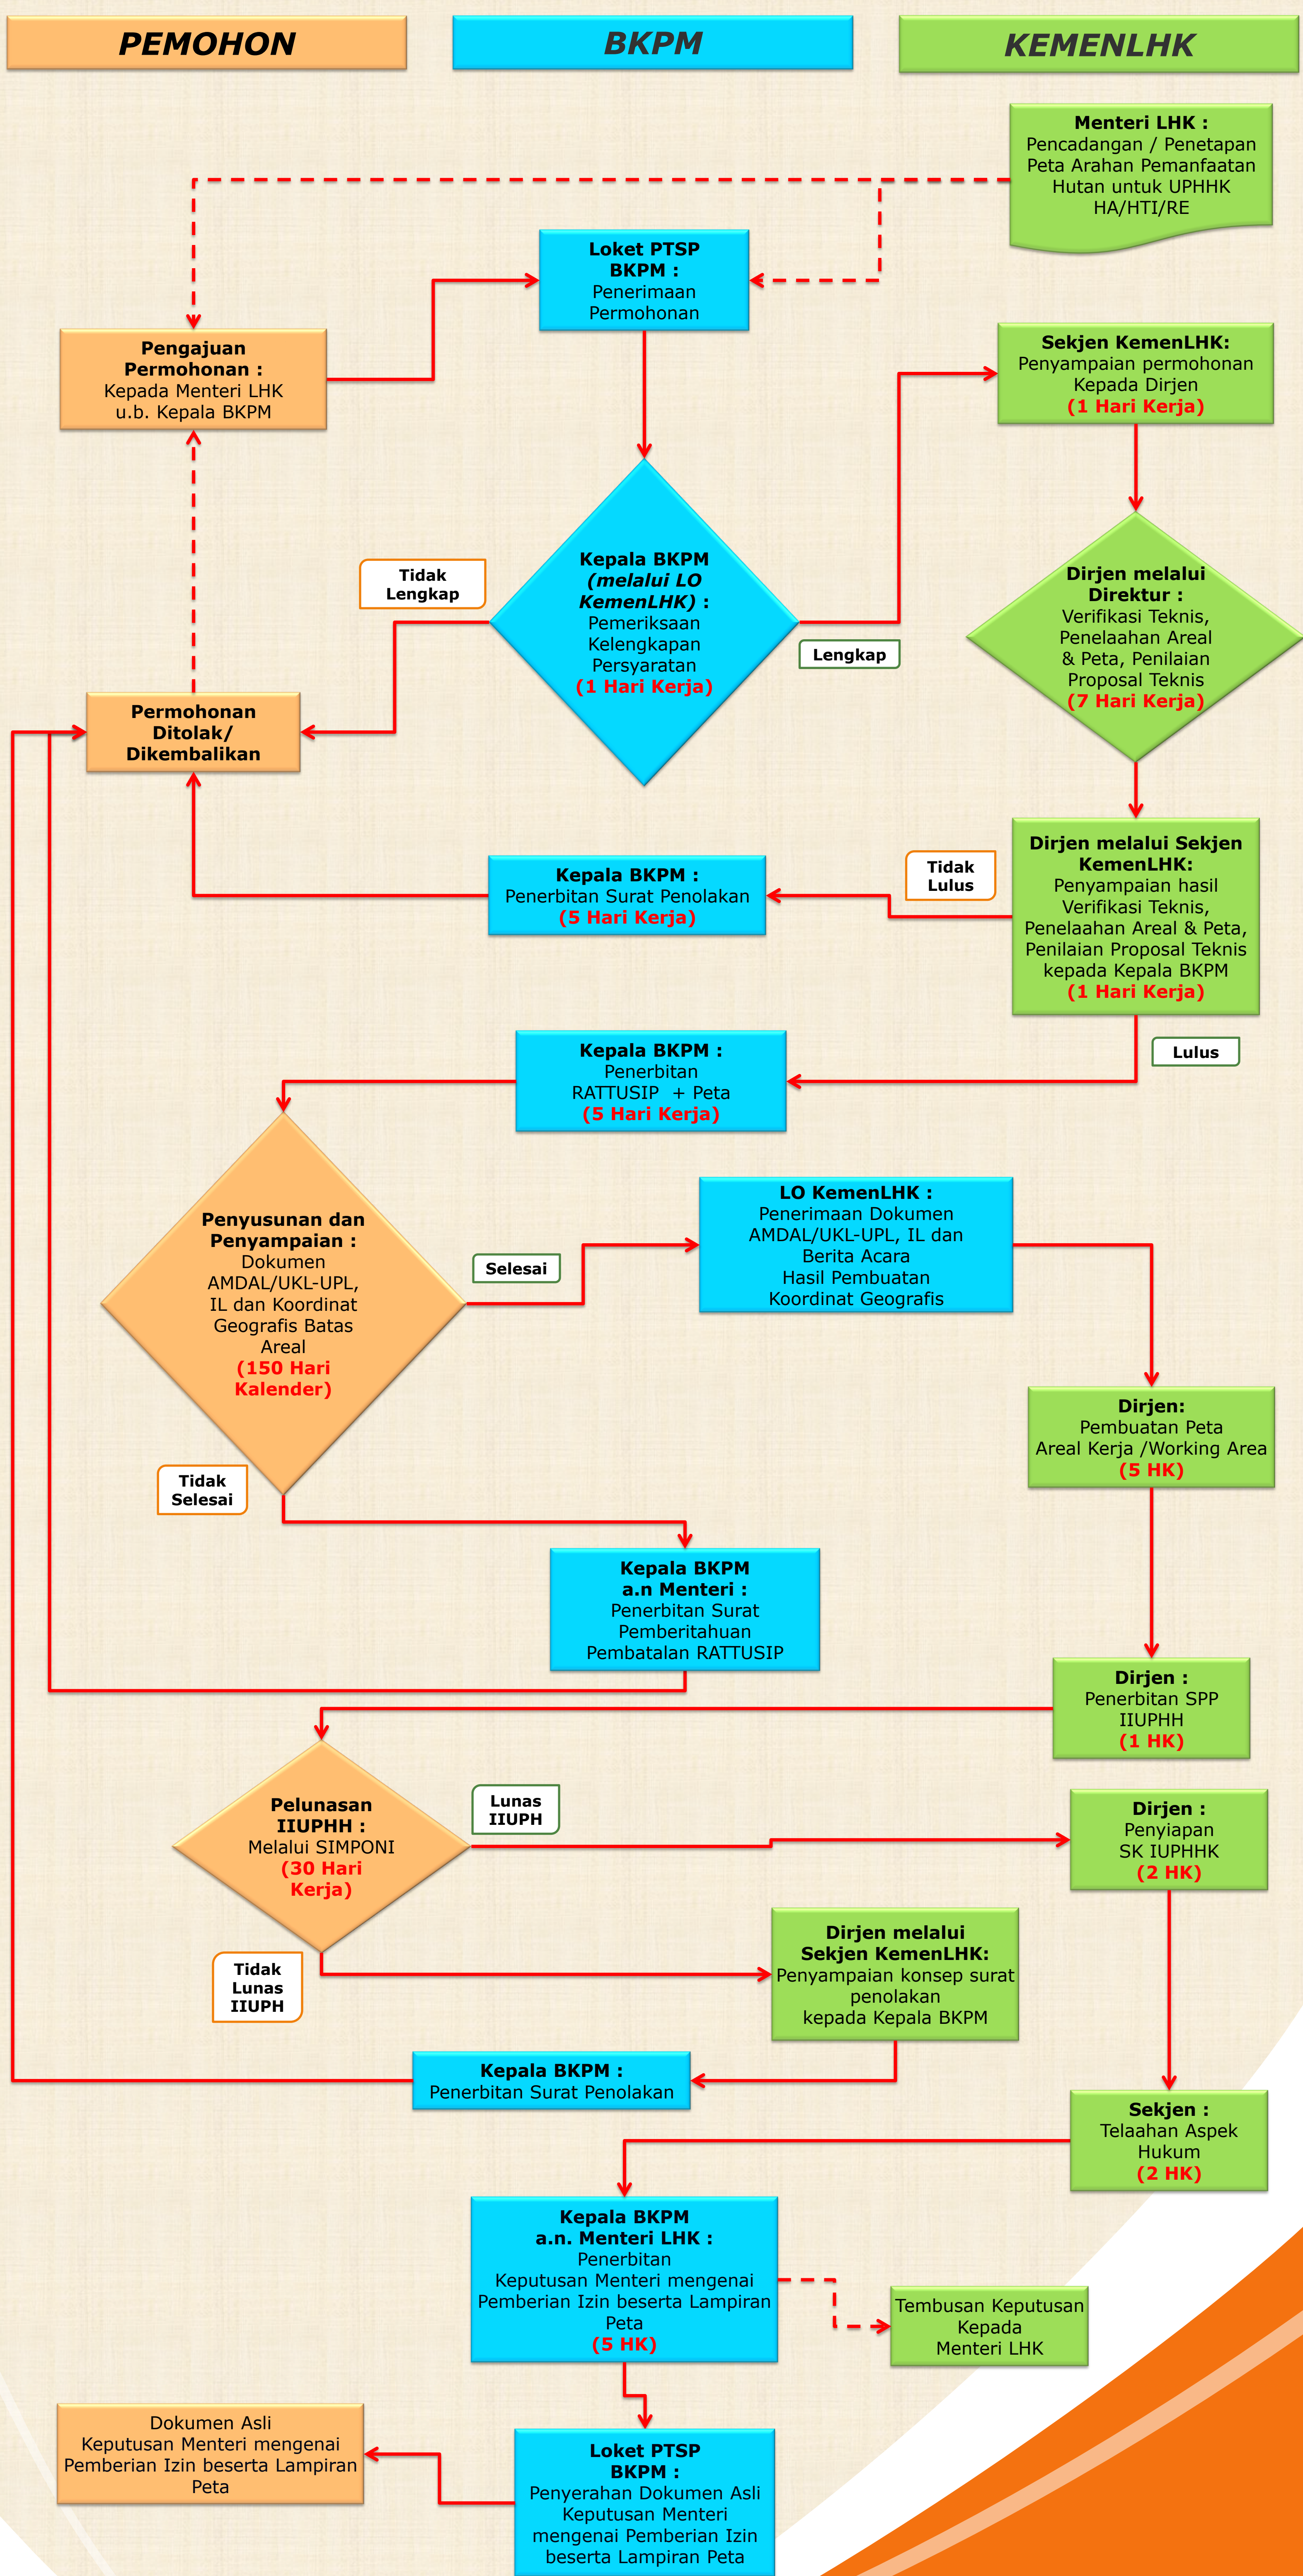 PEMOHON
BKPM
KEMENLHK
Menteri LHK :
Pencadangan / Penetapan
Peta Arahan Pemanfaatan
Hutan untuk UPHHK
HA/HTI/RE
Loket PTSP
BKPM :
Penerimaan
Permohonan
Pengajuan
Permohonan :
Kepada Menteri LHK
u.b. Kepala BKPM
Sekjen KemenLHK:
Penyampaian permohonan
Kepada Dirjen
(1 Hari Kerja)
Kepala BKPM
(melalui LO
KemenLHK) :
Pemeriksaan
Kelengkapan
Persyaratan
(1 Hari Kerja)
Tidak
Lengkap
Lengkap
Dirjen melalui
Direktur :
Verifikasi Teknis,
Penelaahan Areal
& Peta, Penilaian
Proposal Teknis
(7 Hari Kerja)
Permohonan
Ditolak/
Dikembalikan
Kepala BKPM :
Penerbitan Surat Penolakan
(5 Hari Kerja)
Tidak
Lulus
Dirjen melalui Sekjen
KemenLHK:
Penyampaian hasil
Verifikasi Teknis,
Penelaahan Areal & Peta,
Penilaian Proposal Teknis
kepada Kepala BKPM
(1 Hari Kerja)
Lulus
Kepala BKPM :
Penerbitan
RATTUSIP + Peta
(5 Hari Kerja)
Penyusunan dan
Penyampaian :
Dokumen
AMDAL/UKL-UPL,
IL dan Koordinat
Geografis Batas
Areal
(150 Hari
Kalender)
Selesai
LO KemenLHK :
Penerimaan Dokumen
AMDAL/UKL-UPL, IL dan
Berita Acara
Hasil Pembuatan
Koordinat Geografis
Dirjen:
Pembuatan Peta
Areal Kerja /Working Area
(5 HK)
Tidak
Selesai
Kepala BKPM
a.n Menteri :
Penerbitan Surat
Pemberitahuan
Pembatalan RATTUSIP
Dirjen :
Penerbitan SPP
IIUPHH
(1 HK)
Pelunasan
IIUPHH :
Melalui SIMPONI
(30 Hari
Kerja)
Lunas
IIUPH
Dirjen :
Penyiapan
SK IUPHHK
(2 HK)
Tidak
Lunas
IIUPH
Dirjen melalui
Sekjen KemenLHK:
Penyampaian konsep surat
penolakan
kepada Kepala BKPM
Kepala BKPM :
Penerbitan Surat Penolakan
Sekjen :
Telaahan Aspek
Hukum
(2 HK)
Kepala BKPM
a.n. Menteri LHK :
Penerbitan
Keputusan Menteri mengenai
Pemberian Izin beserta Lampiran
Peta
(5 HK)
Tembusan Keputusan
Kepada
Menteri LHK
Dokumen Asli
Keputusan Menteri mengenai
Pemberian Izin beserta Lampiran
Peta
Loket PTSP
BKPM :
Penyerahan Dokumen Asli
Keputusan Menteri
mengenai Pemberian Izin
beserta Lampiran Peta